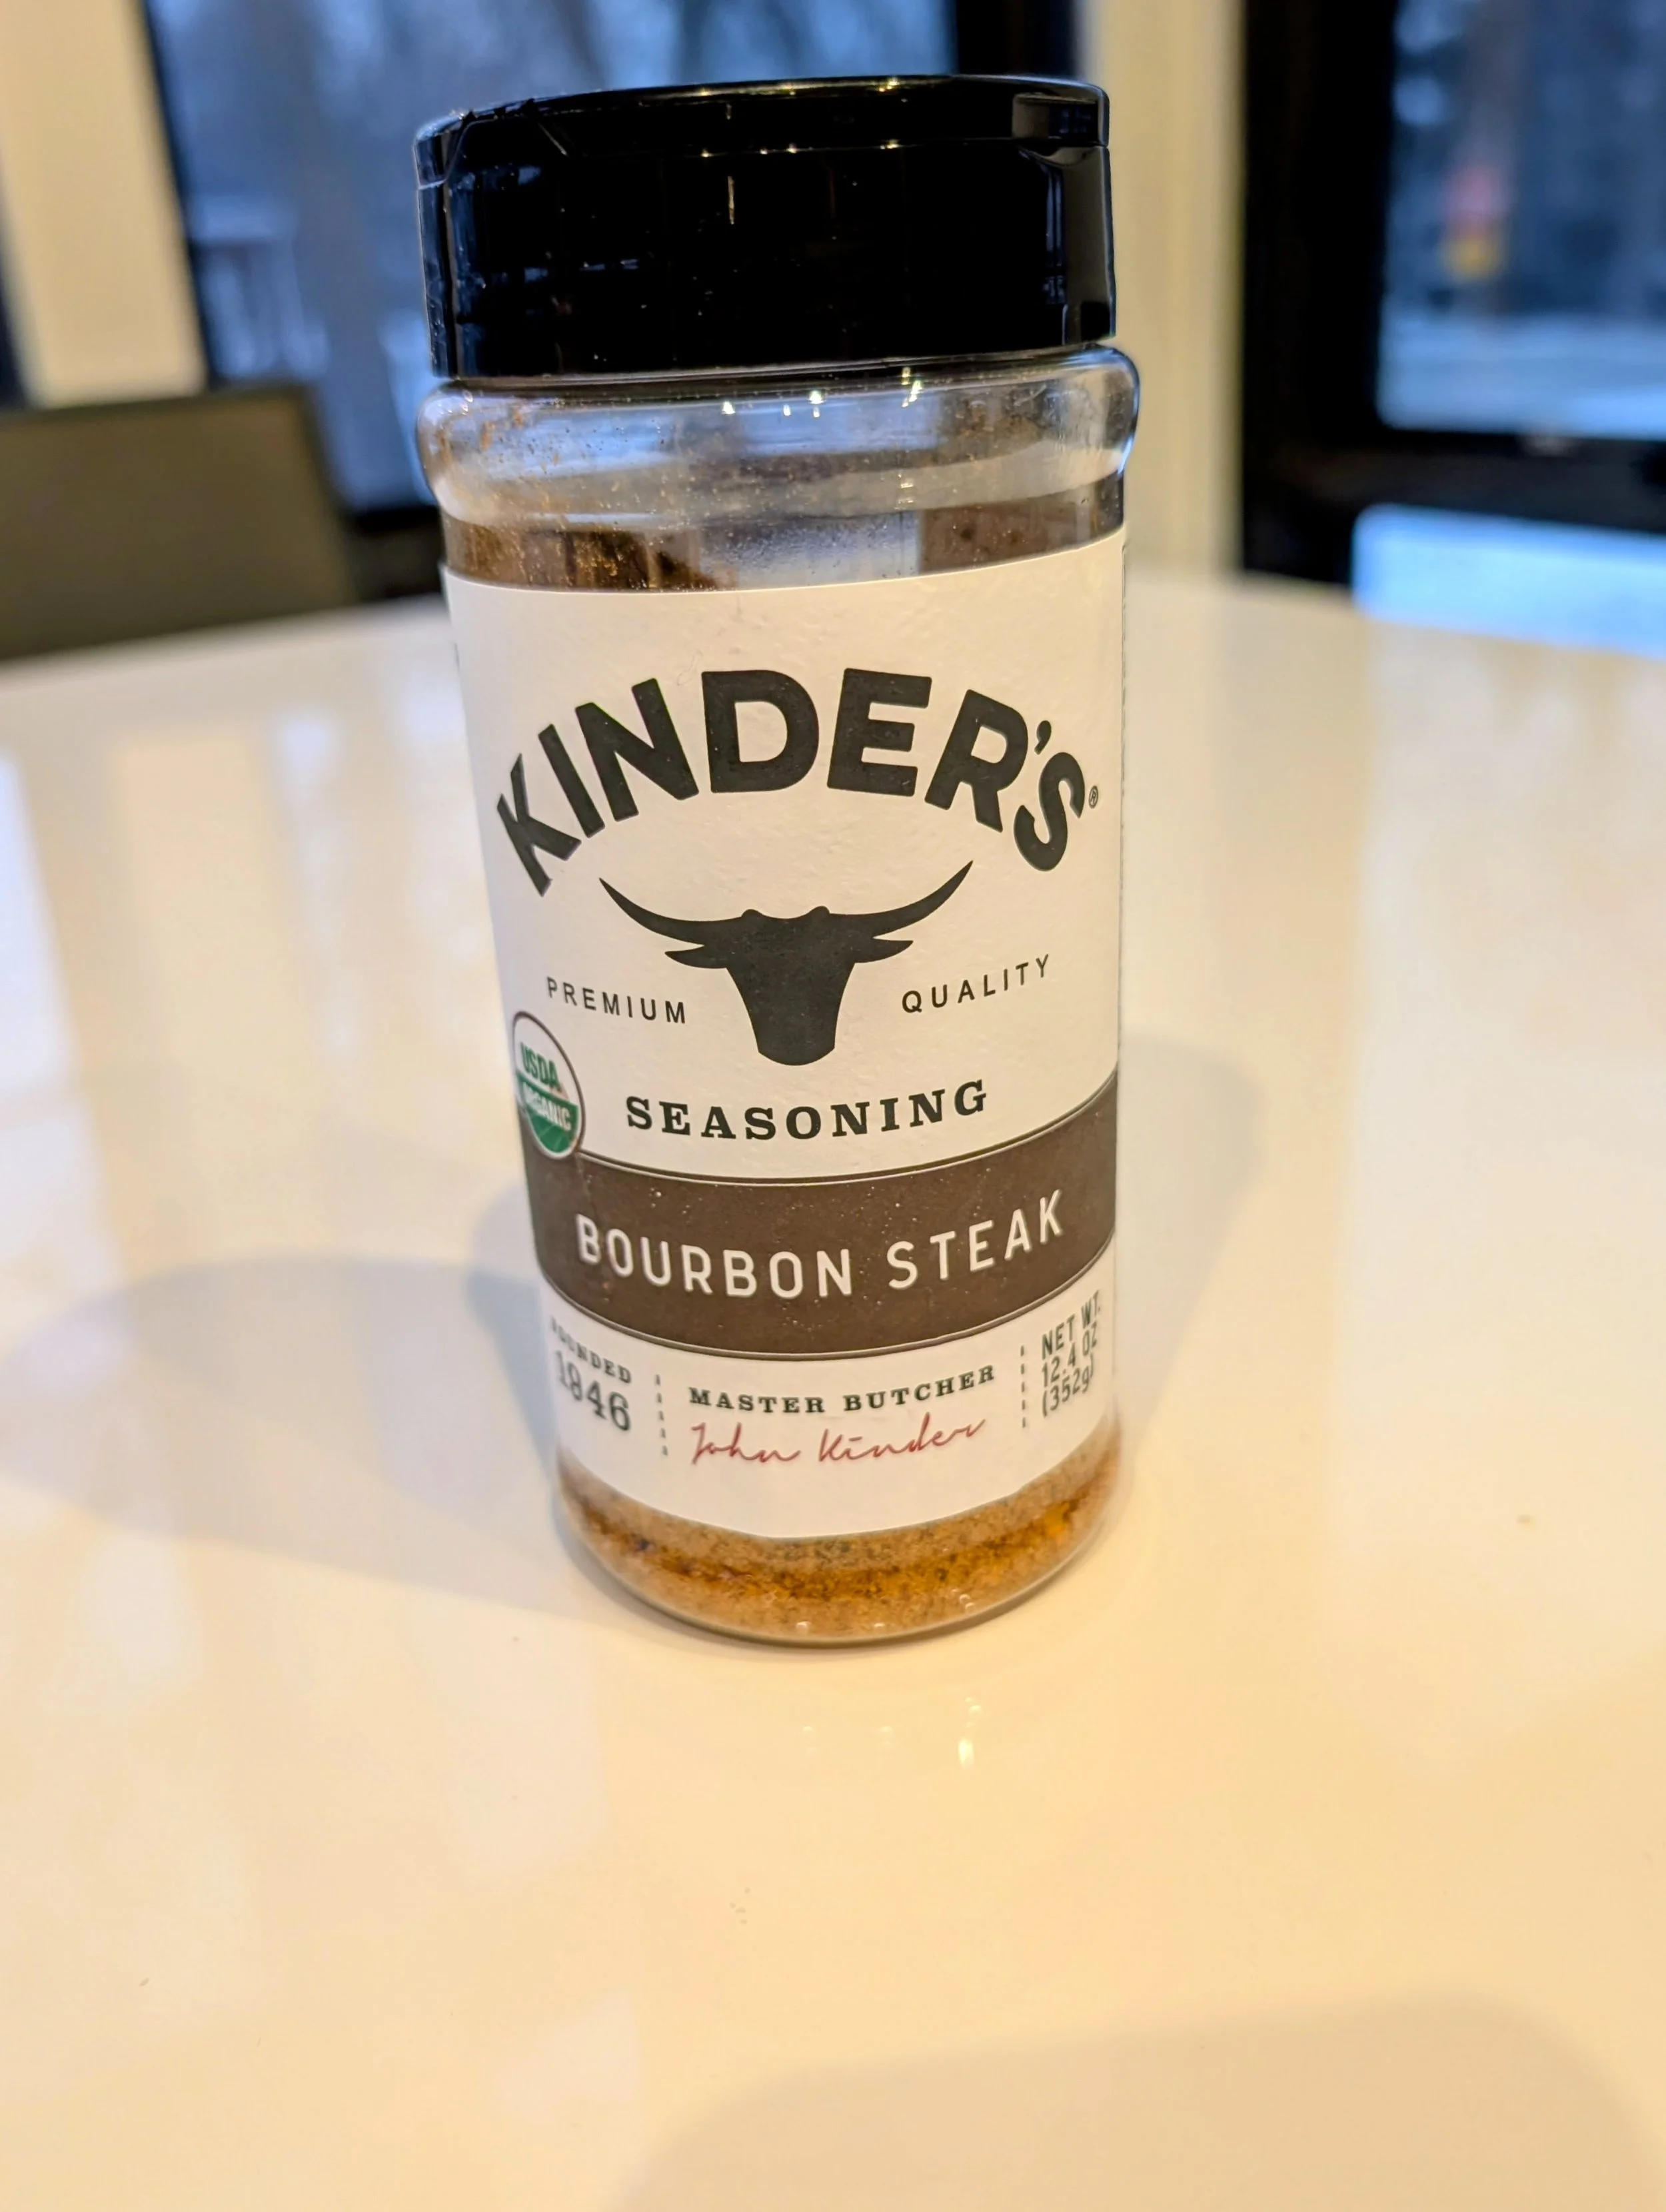 KINDER'S®
PREMIUM QUALITY
USDA
ORGANIC
SEASONING
BOURBON STEAK
FOUNDED
1946
MASTER BUTCHER
John Kinder
NET WT.
12.4 OZ
(352g)